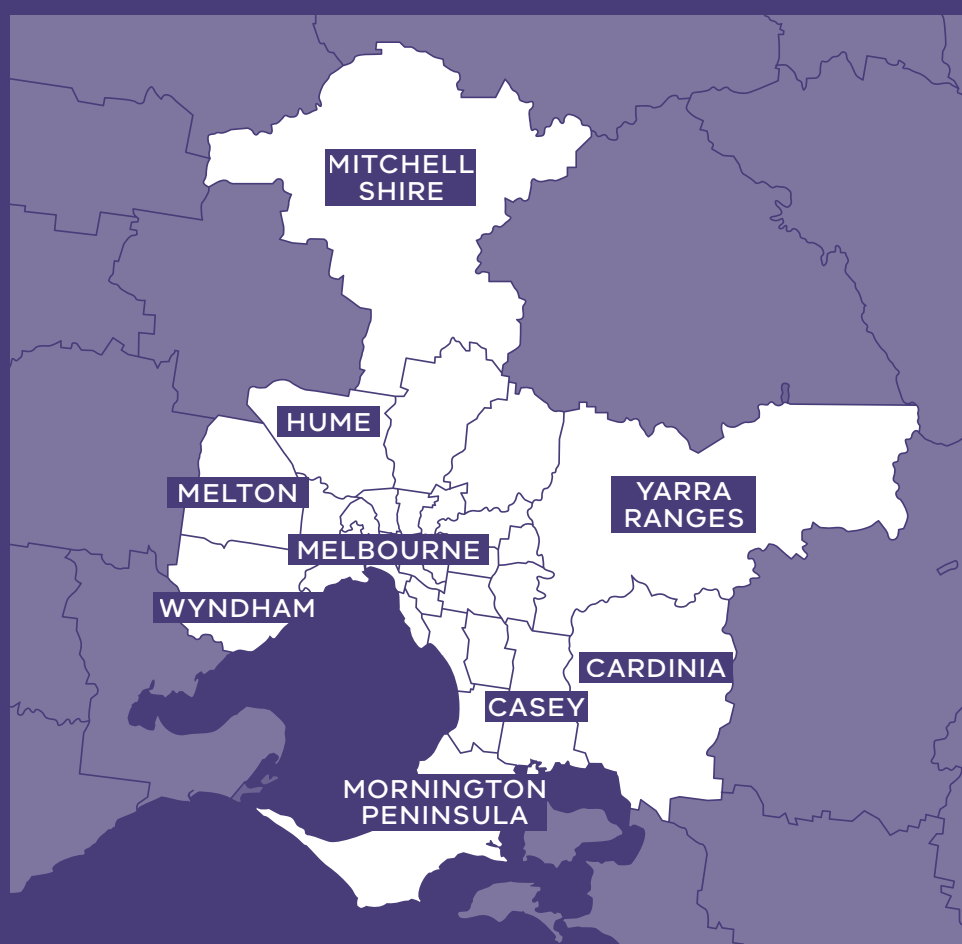 MITCHELL
SHIRE
HUME
MELTON
YARRA
RANGES
MELBOURNE
WYNDHAM
CARDINIA
CASEY
MORNINGTON
PENINSULA